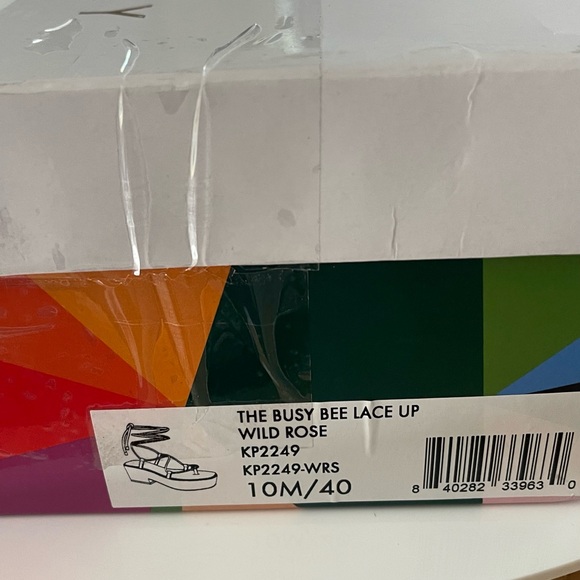 THE BUSY BEE LACE UP
WILD ROSE
KP2249
KP2249-WRS
10M/40
8 40282 33963 0